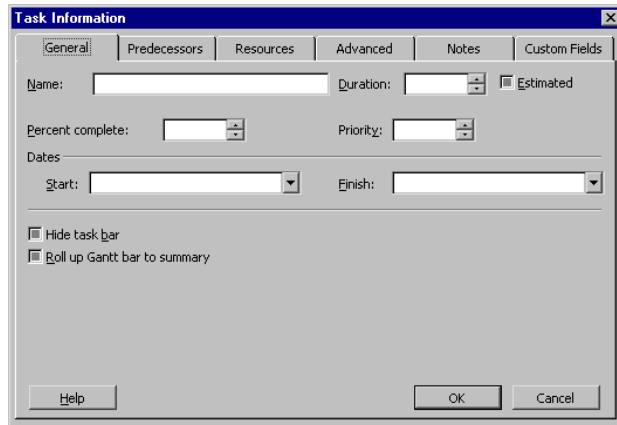 Task Information
General Predecessors Resources Advanced Notes Custom Fields
Name: Duration: Estimated
Percent complete: Priority:
Dates
Start: Finish:
Hide task bar
Roll up Gantt bar to summary
Help OK Cancel